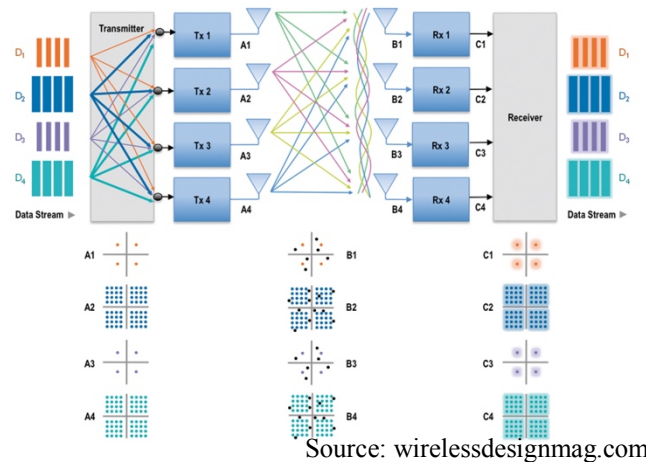 Transmitter
Tx 1
A1
B1
Rx 1
C1
D1
D1
Tx 2
A2
B2
Rx 2
C2
D2
D2
Receiver
Tx 3
A3
B3
Rx 3
C3
D3
D3
Tx 4
A4
B4
Rx 4
C4
D4
D4
Data Stream ►
Data Stream ►
A1
B1
C1
A2
B2
C2
A3
B3
C3
A4
B4
C4
Source: wirelessdesignmag.com